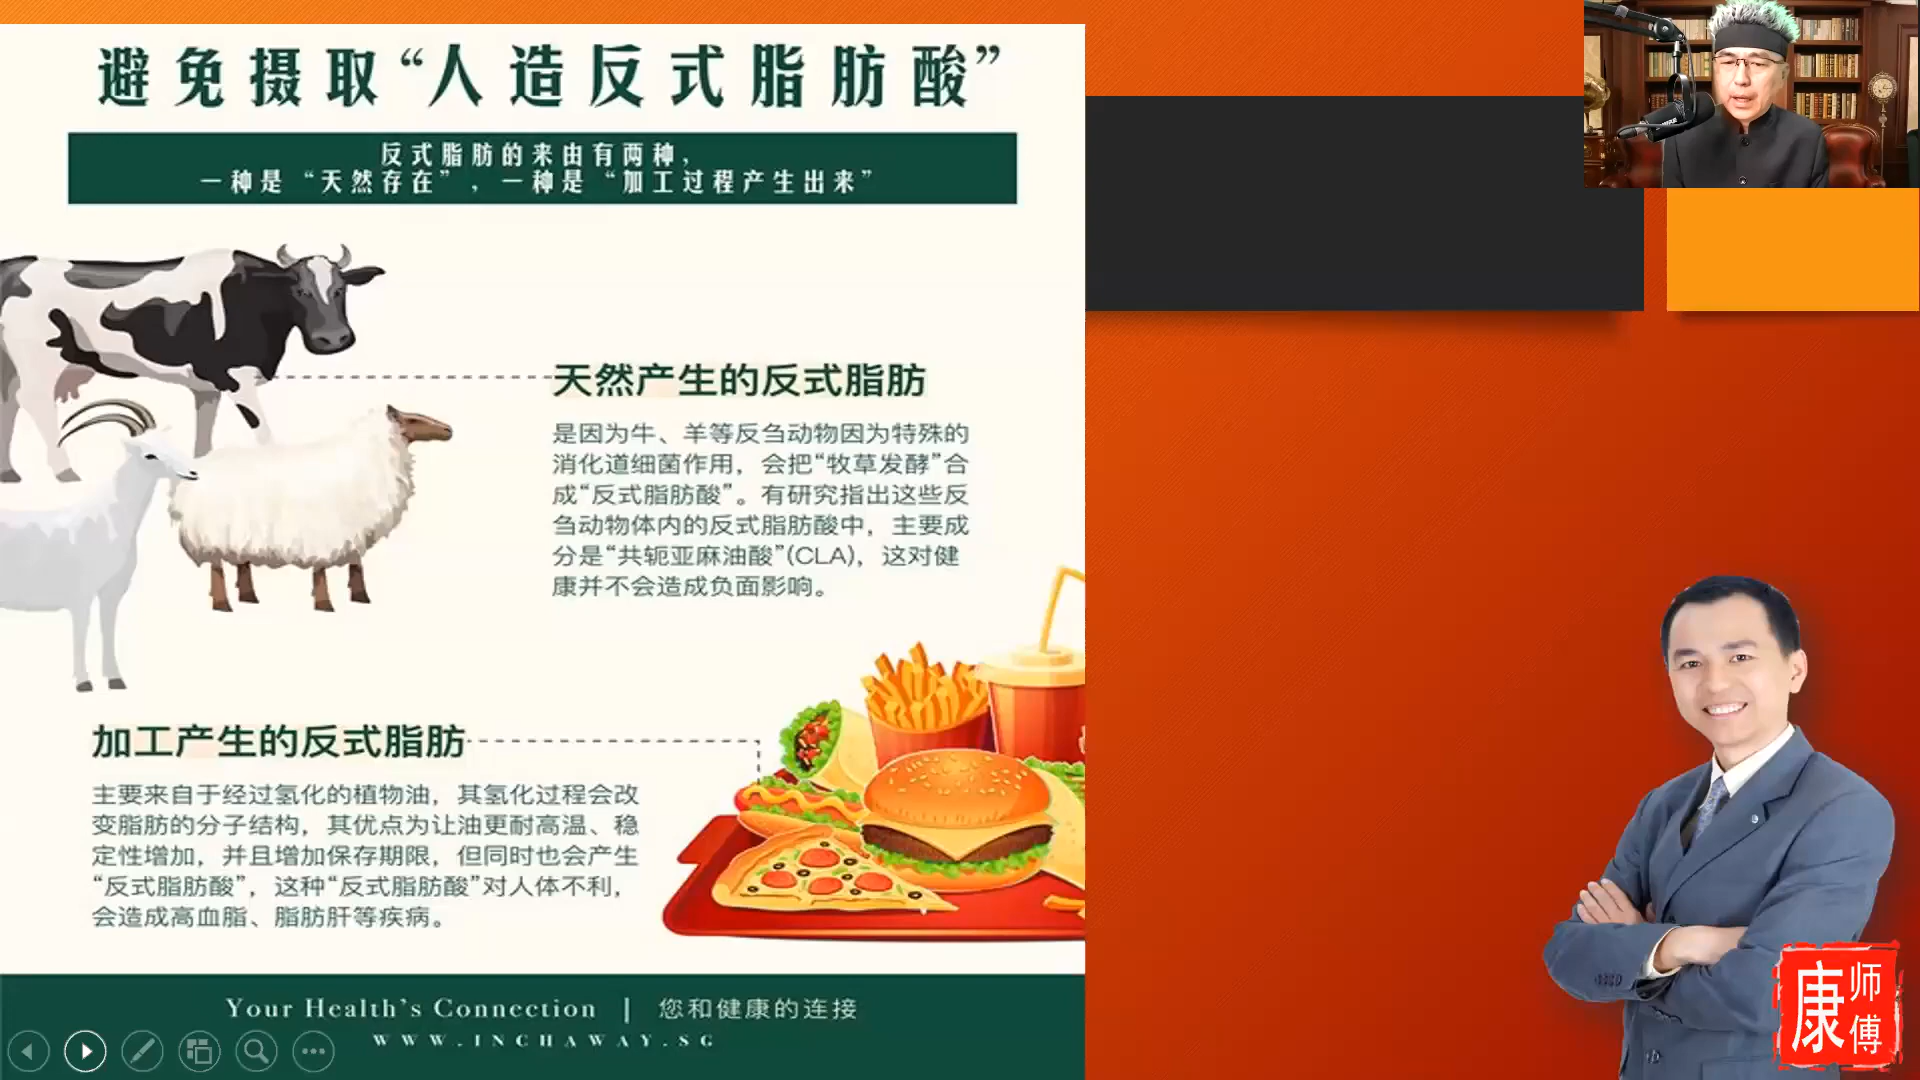 避免摄取“人造反式脂肪酸”
反式脂肪的来由有两种，
一种是“天然存在”，一种是“加工过程产生出来”
天然产生的反式脂肪
是因为牛、羊等反刍动物因为特殊的
消化道细菌作用，会把“牧草发酵”合
成“反式脂肪酸”。有研究指出这些反
刍动物体内的反式脂肪酸中，主要成
分是“共轭亚麻油酸”(CLA)，这对健
康并不会造成负面影响。
加工产生的反式脂肪
主要来自于经过氢化的植物油，其氢化过程会改
变脂肪的分子结构，其优点为让油更耐高温、稳
定性增加，并且增加保存期限，但同时也会产生
“反式脂肪酸”，这种“反式脂肪酸”对人体不利，
会造成高血脂、脂肪肝等疾病。
Your Health's Connection | 您和健康的连接
WWW.INCHAWAY.SG
康师傅